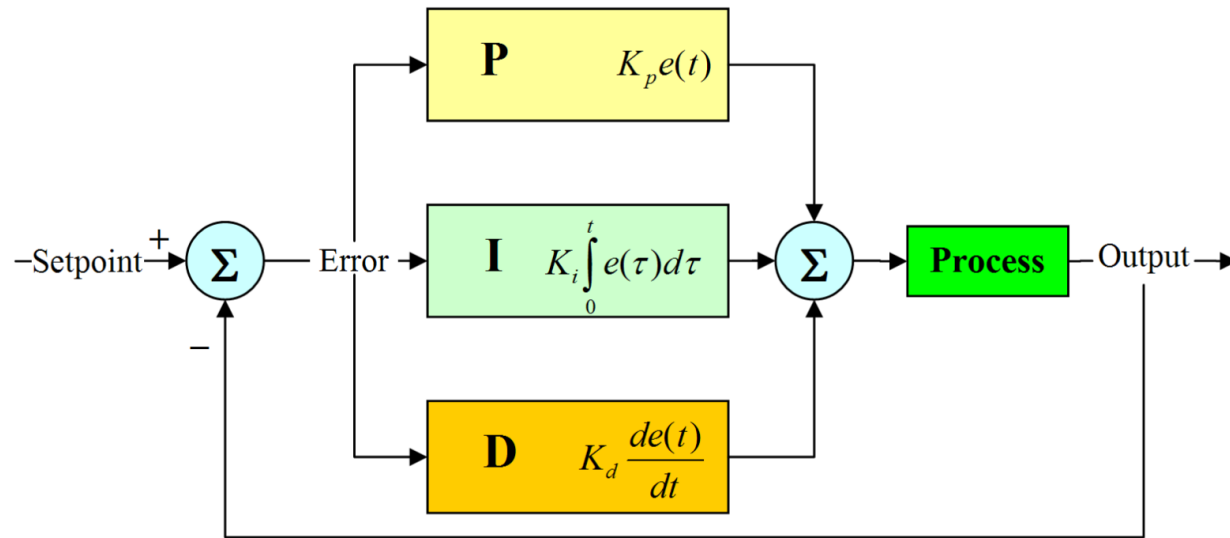 P K_p e(t)
−Setpoint + Σ Error I K_i ∫_0^t e(τ)dτ Σ Process Output
−
D K_d de(t)/dt